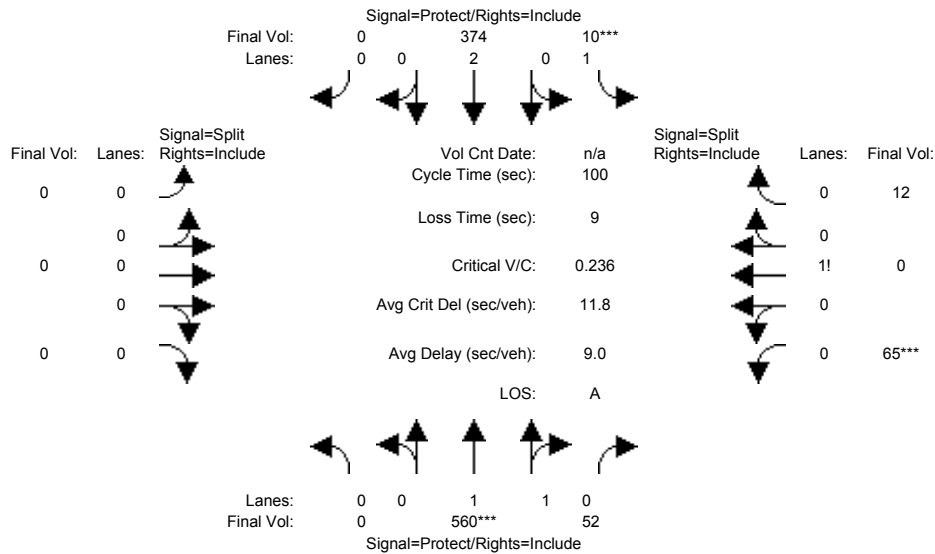 Signal=Protect/Rights=Include
Final Vol: 0 374 10***
Lanes: 0 0 2 0 1
Signal=Split
Final Vol: Lanes: Rights=Include Vol Cnt Date: n/a Signal=Split
Rights=Include Lanes: Final Vol:
Cycle Time (sec): 100
0 0 0 12
Loss Time (sec): 9
0 0
0 0 Critical V/C: 0.236 1! 0
0 Avg Crit Del (sec/veh): 11.8 0
0 0 Avg Delay (sec/veh): 9.0 0 65***
LOS: A
Lanes: 0 0 1 1 0
Final Vol: 0 560*** 52
Signal=Protect/Rights=Include